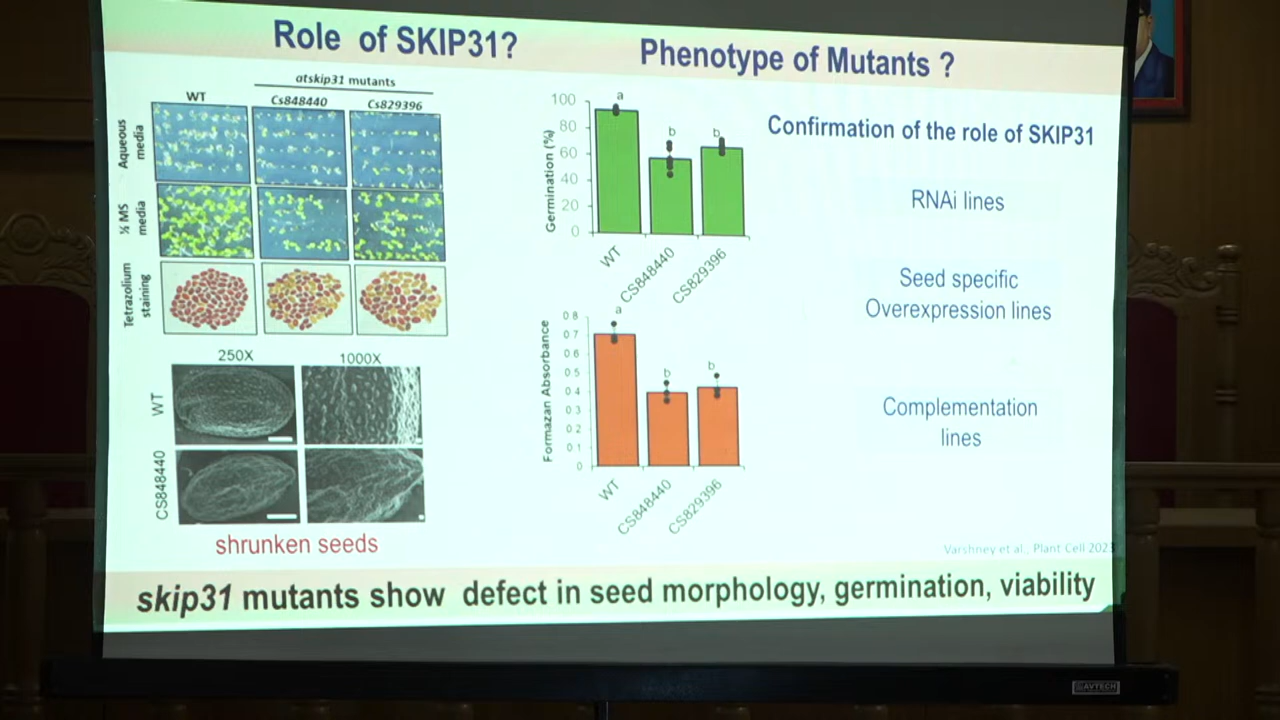 Role of SKIP31?
Phenotype of Mutants ?
atskip31 mutants
WT
Cs848440
Cs829396
Aqueous
media
½ MS
media
Tetrazolium
staining
250X
1000X
WT
CS848440
shrunken seeds
Germination (%)
100
80
60
40
20
0
a
b
b
WT
CS848440
CS829396
Formazan Absorbance
0 8
0 7
0 6
0 5
0 4
0 3
0 2
0 1
0
a
b
b
WT
CS848440
CS829396
Confirmation of the role of SKIP31
RNAi lines
Seed specific
Overexpression lines
Complementation
lines
Varshney et al., Plant Cell 2023
skip31 mutants show defect in seed morphology, germination, viability
AVTECH